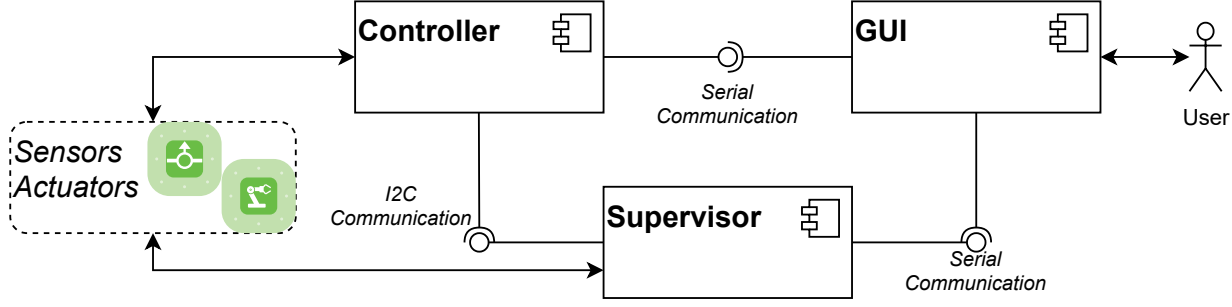 Controller
GUI
Serial
Communication
User
Sensors
Actuators
I2C
Communication
Supervisor
Serial
Communication